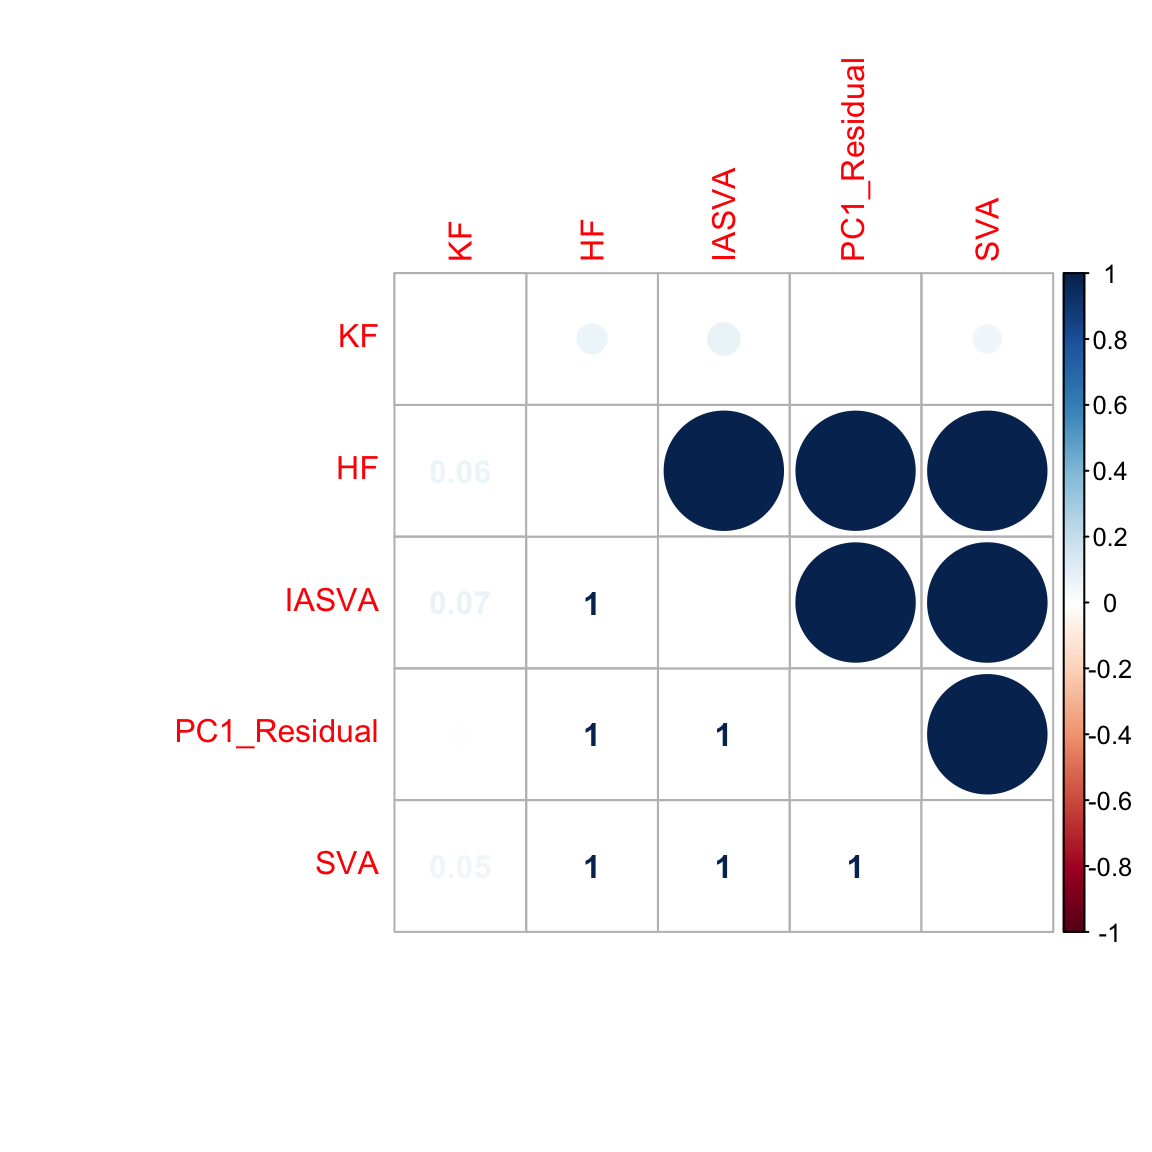 KF HF IASVA PC1_Residual SVA
KF
HF 0.06
IASVA 0.07 1
PC1_Residual 0 1 1
SVA 0.05 1 1 1
1
0.8
0.6
0.4
0.2
0
-0.2
-0.4
-0.6
-0.8
-1